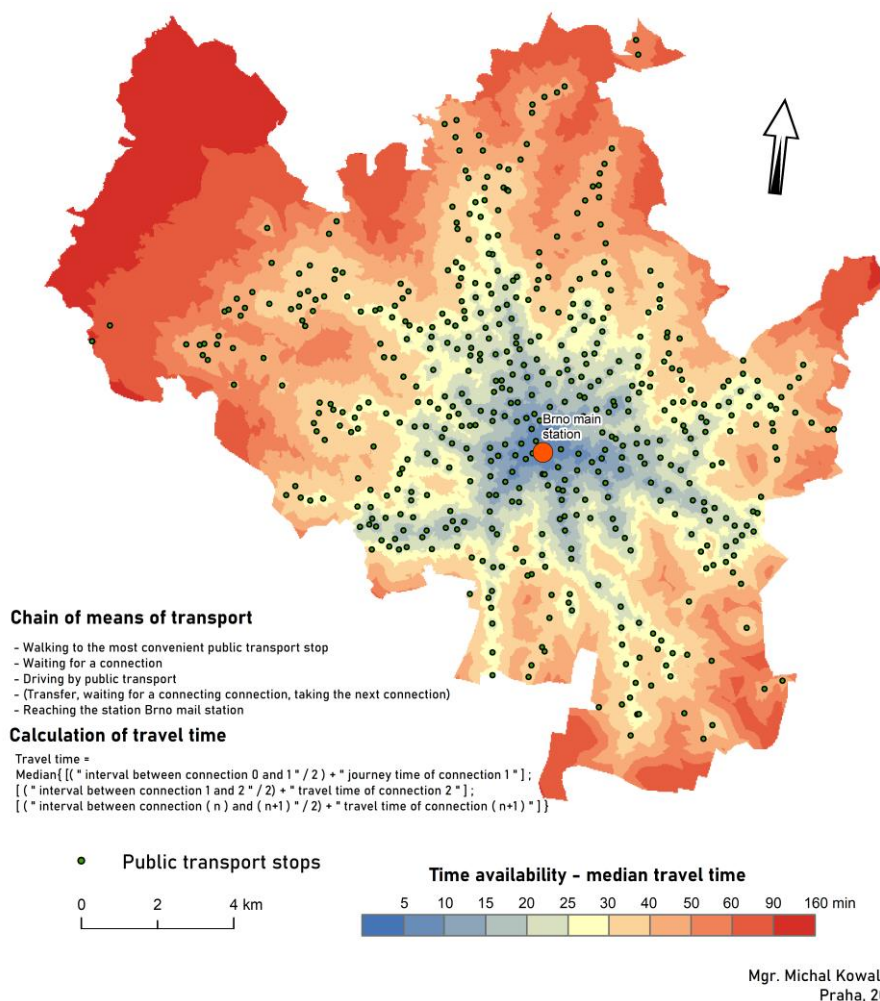 Brno main
station
Chain of means of transport
- Walking to the most convenient public transport stop
- Waiting for a connection
- Driving by public transport
- (Transfer, waiting for a connecting connection, taking the next connection)
- Reaching the station Brno mail station
Calculation of travel time
Travel time =
Median{ [( " interval between connection 0 and 1 " / 2 ) + " journey time of connection 1 " ] ;
[ ( " interval between connection 1 and 2 " / 2) + " travel time of connection 2 " ] ;
[ ( " interval between connection ( n ) and ( n+1 ) " / 2) + " travel time of connection ( n+1 ) " ] }
Public transport stops
0 2 4 km
Time availability - median travel time
5 10 15 20 25 30 40 50 60 90 160 min
Mgr. Michal Kowal
Praha, 20